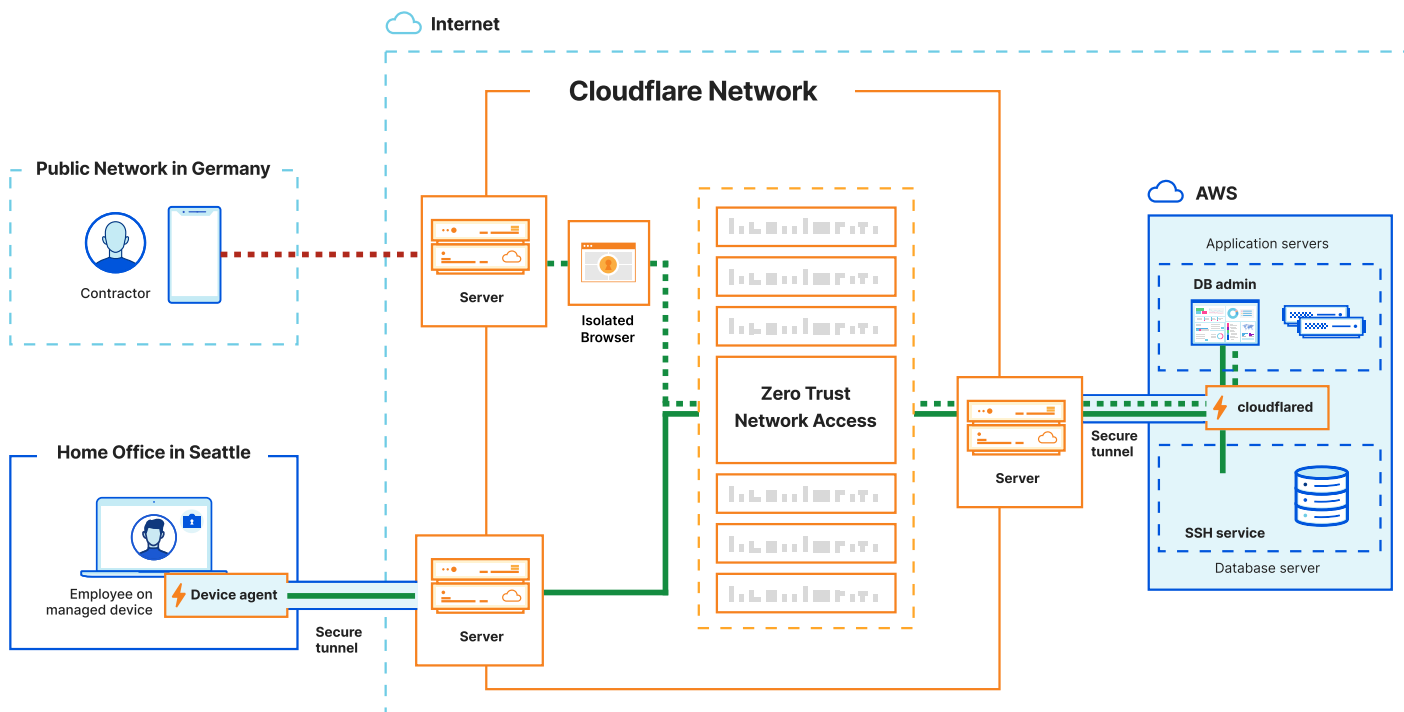 Internet
Cloudflare Network
Public Network in Germany
Contractor
Server
Isolated
Browser
Zero Trust
Network Access
Server
AWS
Application servers
DB admin
cloudflared
Secure
tunnel
SSH service
Database server
Home Office in Seattle
Employee on
managed device
Device agent
Secure
tunnel
Server